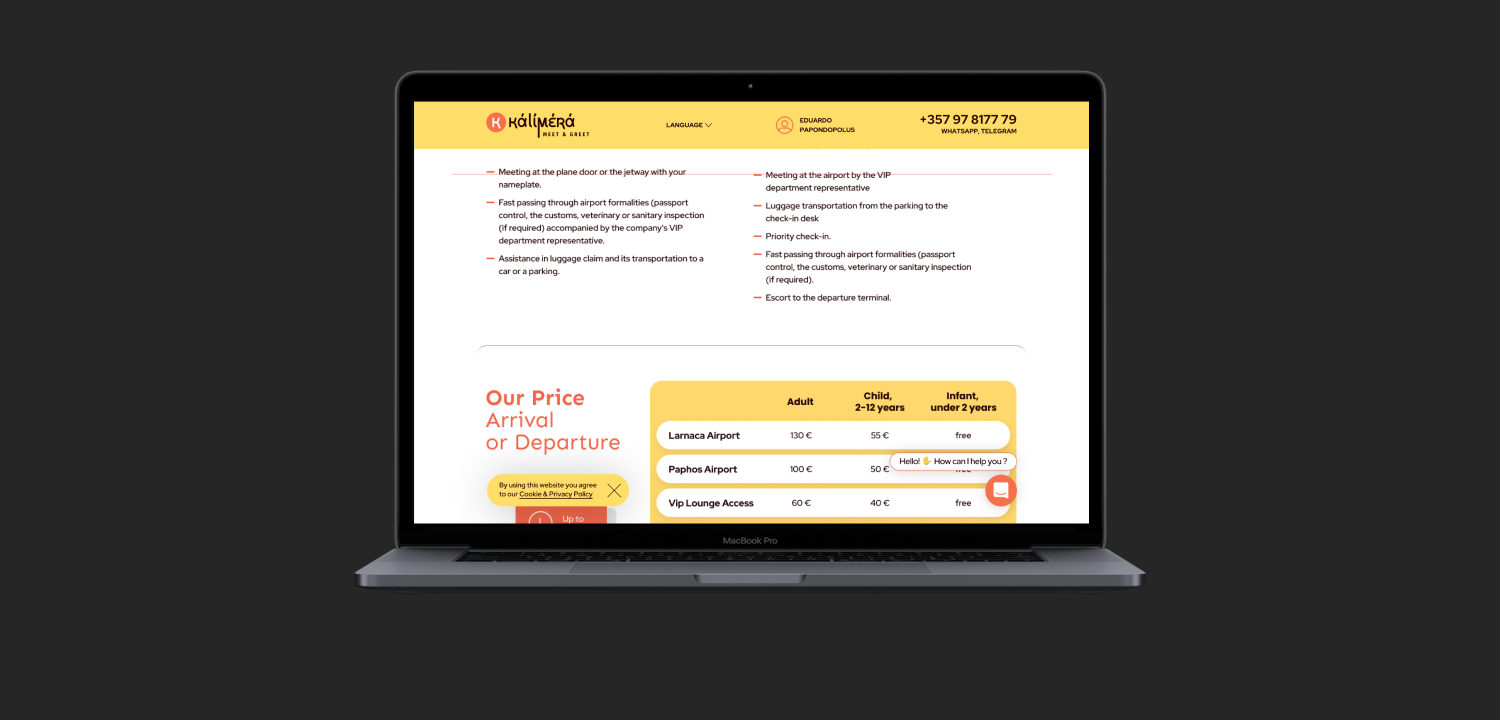 K kálíméra
MEET & GREET
LANGUAGE
EDUARDO
PAPONDOPOLUS
+357 97 8177 79
WHATSAPP, TELEGRAM
— Meeting at the plane door or the jetway with your
nameplate.
— Fast passing through airport formalities (passport
control, the customs, veterinary or sanitary inspection
(if required) accompanied by the company's VIP
department representative.
— Assistance in luggage claim and its transportation to a
car or a parking.
— Meeting at the airport by the VIP
department representative
— Luggage transportation from the parking to the
check-in desk
— Priority check-in.
— Fast passing through airport formalities (passport
control, the customs, veterinary or sanitary inspection
(if required).
— Escort to the departure terminal.
Our Price
Arrival
or Departure
Adult
Child,
2-12 years
Infant,
under 2 years
Larnaca Airport 130 € 55 € free
Paphos Airport 100 € 50 € free
Vip Lounge Access 60 € 40 € free
Hello! ✋ How can I help you ?
By using this website you agree
to our Cookie & Privacy Policy
Up to
MacBook Pro